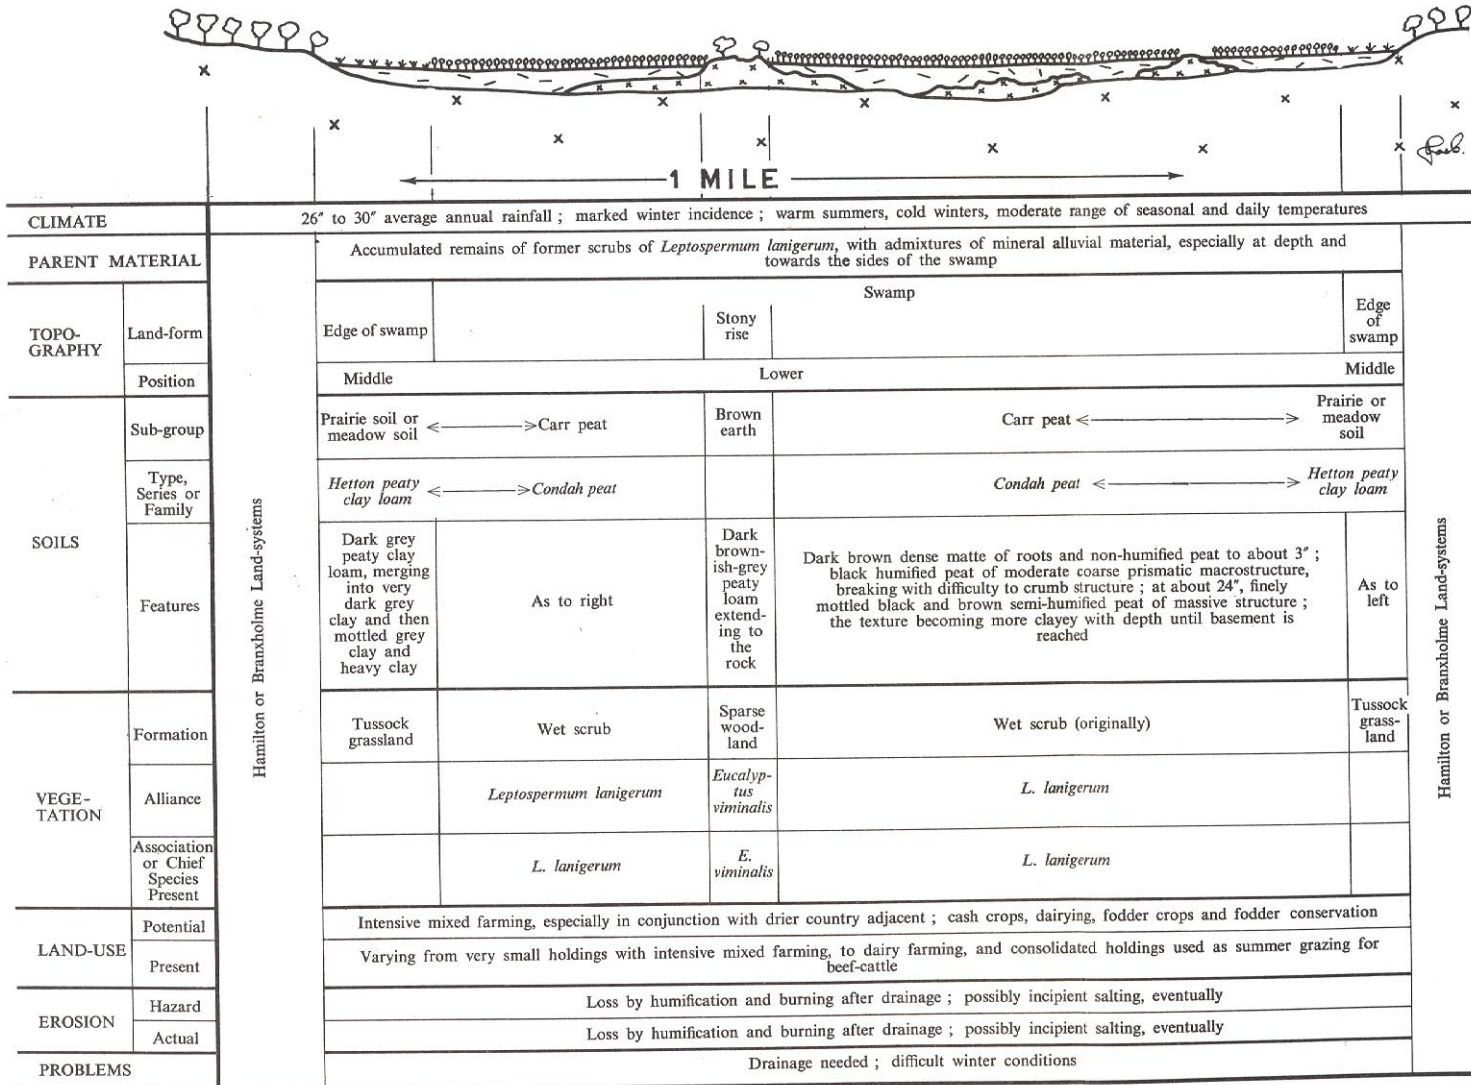 1 MILE
CLIMATE
26″ to 30″ average annual rainfall ; marked winter incidence ; warm summers, cold winters, moderate range of seasonal and daily temperatures
PARENT MATERIAL
Accumulated remains of former scrubs of Leptospermum lanigerum, with admixtures of mineral alluvial material, especially at depth and
towards the sides of the swamp
Hamilton or Branxholme Land-systems
TOPO-
GRAPHY
Land-form
Edge of swamp
Swamp
Stony
rise
Edge
of
swamp
Position
Middle
Lower
Middle
SOILS
Sub-group
Prairie soil or
meadow soil
Carr peat
Brown
earth
Carr peat
Prairie or
meadow
soil
Type,
Series or
Family
Hetton peaty
clay loam
Condah peat
Condah peat
Hetton peaty
clay loam
Features
Dark grey
peaty clay
loam, merging
into very
dark grey
clay and then
mottled grey
clay and
heavy clay
As to right
Dark
brown-
ish-grey
peaty
loam
extend-
ing to
the
rock
Dark brown dense matte of roots and non-humified peat to about 3″ ;
black humified peat of moderate coarse prismatic macrostructure,
breaking with difficulty to crumb structure ; at about 24″, finely
mottled black and brown semi-humified peat of massive structure ;
the texture becoming more clayey with depth until basement is
reached
As to
left
VEGE-
TATION
Formation
Tussock
grassland
Wet scrub
Sparse
wood-
land
Wet scrub (originally)
Tussock
grass-
land
Alliance
Leptospermum lanigerum
Eucalyp-
tus
viminalis
L. lanigerum
Association
or Chief
Species
Present
L. lanigerum
E.
viminalis
L. lanigerum
LAND-USE
Potential
Intensive mixed farming, especially in conjunction with drier country adjacent ; cash crops, dairying, fodder crops and fodder conservation
Present
Varying from very small holdings with intensive mixed farming, to dairy farming, and consolidated holdings used as summer grazing for
beef-cattle
EROSION
Hazard
Loss by humification and burning after drainage ; possibly incipient salting, eventually
Actual
Loss by humification and burning after drainage ; possibly incipient salting, eventually
PROBLEMS
Drainage needed ; difficult winter conditions
Hamilton or Branxholme Land-systems